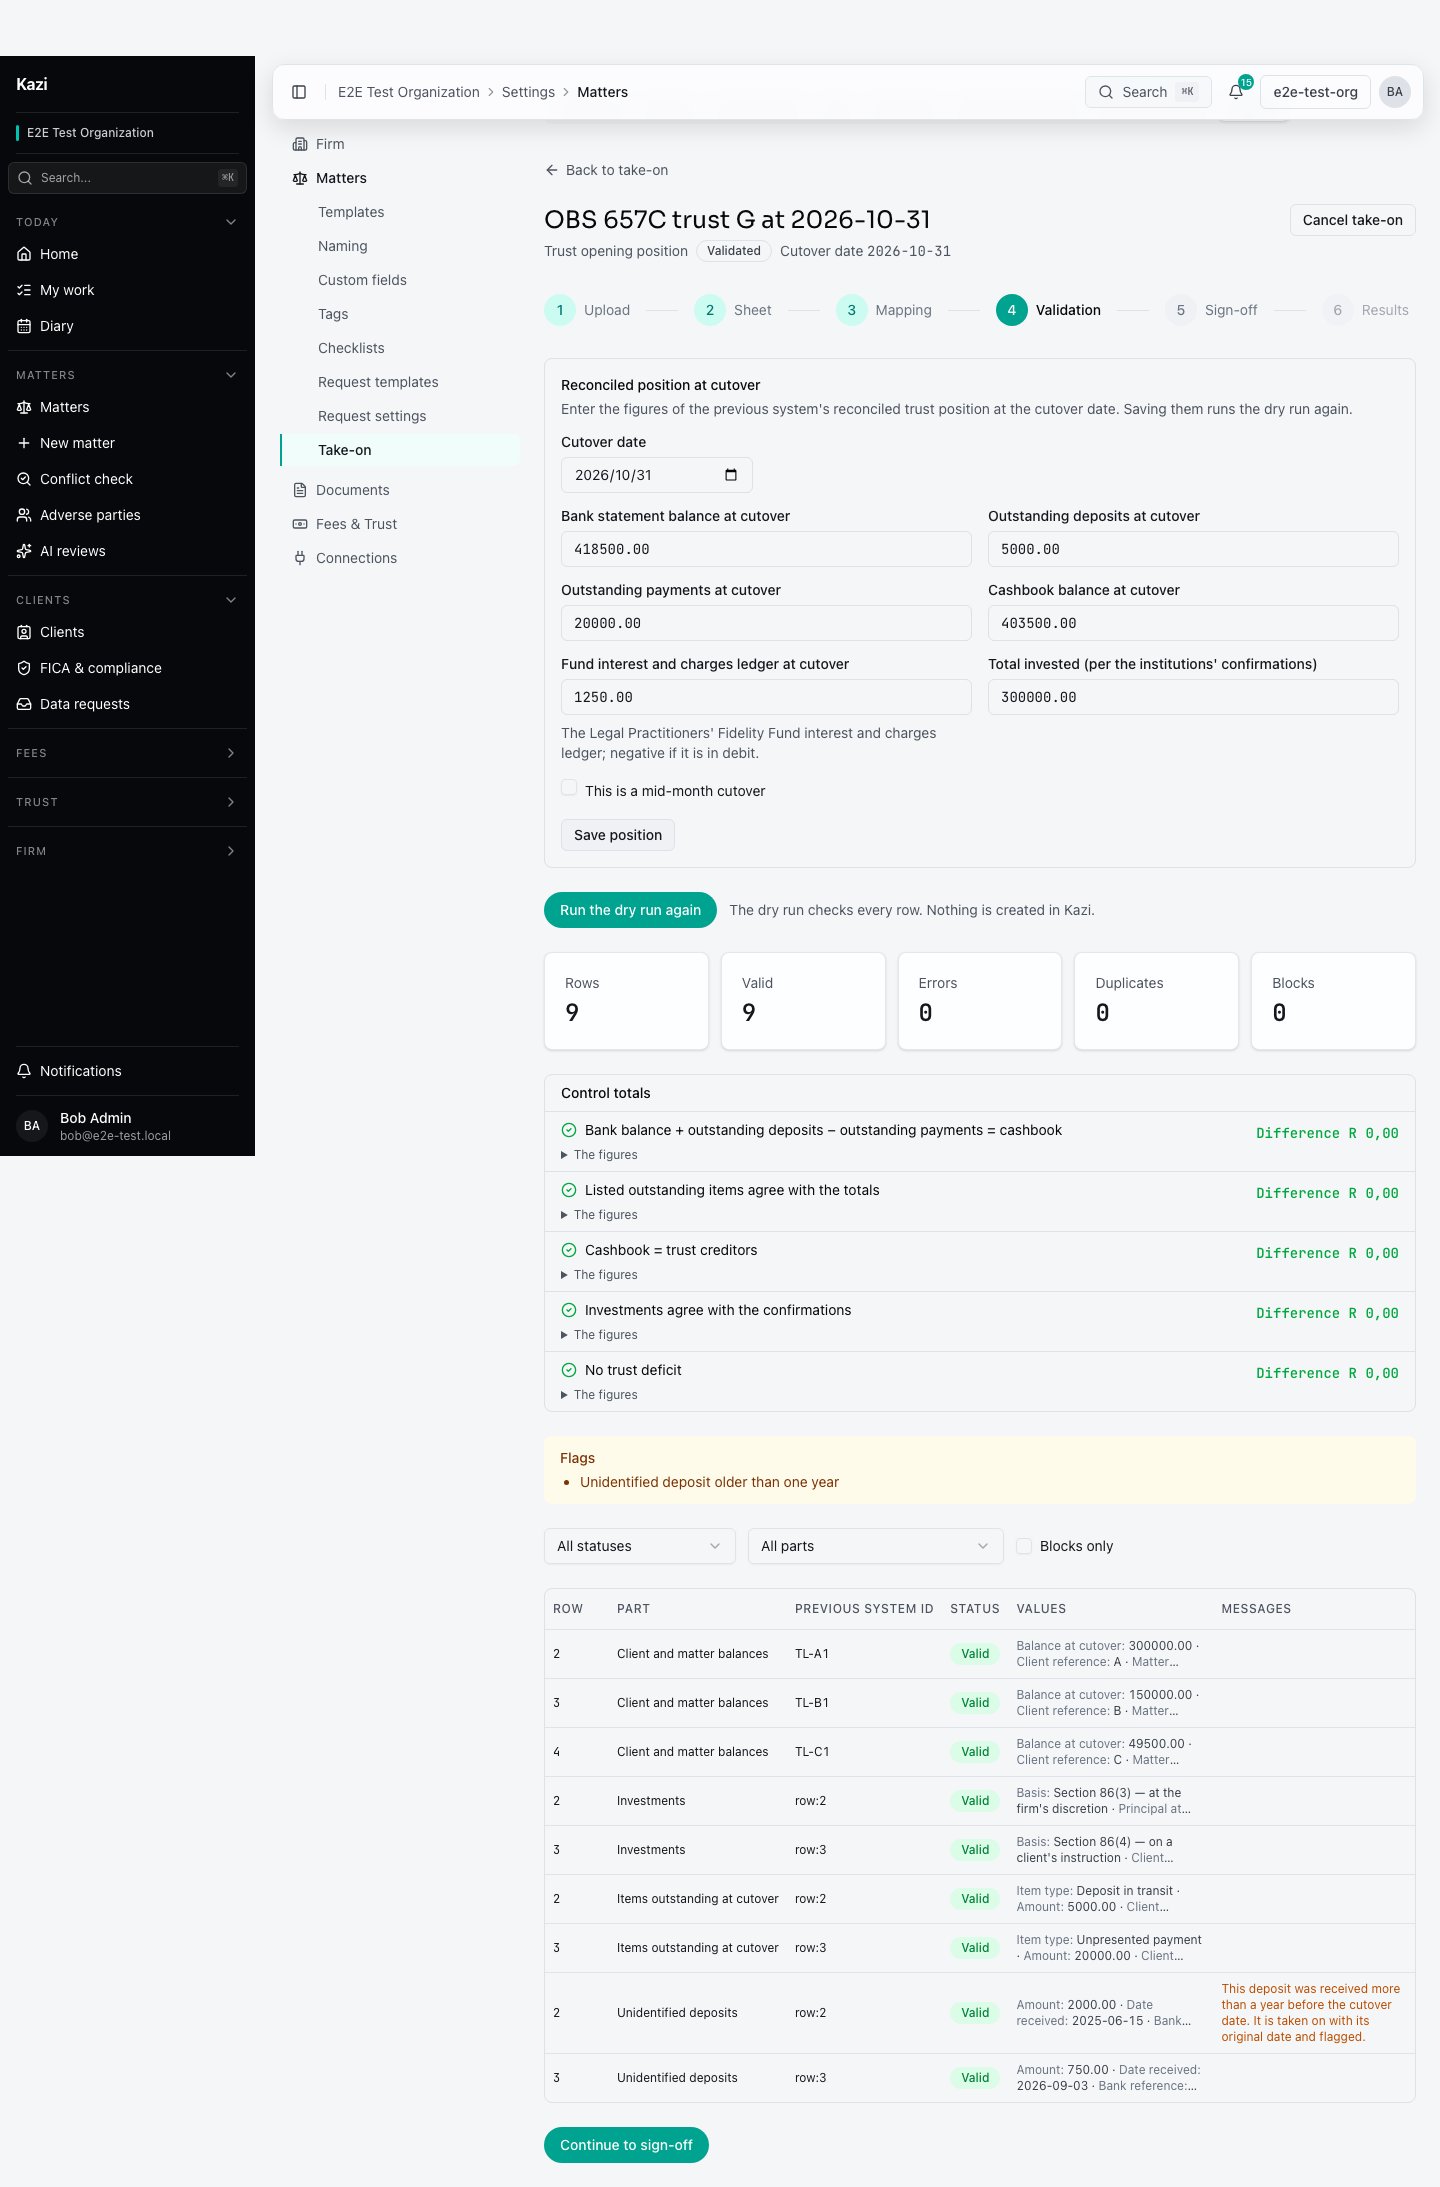 Kazi
E2E Test Organization
Search...
⌘K
TODAY
Home
My work
Diary
MATTERS
Matters
New matter
Conflict check
Adverse parties
AI reviews
CLIENTS
Clients
FICA & compliance
Data requests
FEES
TRUST
FIRM
Notifications
BA
Bob Admin
bob@e2e-test.local
E2E Test Organization > Settings > Matters
Search ⌘K
15
e2e-test-org
BA
Firm
Matters
Templates
Naming
Custom fields
Tags
Checklists
Request templates
Request settings
Take-on
Documents
Fees & Trust
Connections
Back to take-on
OBS 657C trust G at 2026-10-31
Cancel take-on
Trust opening position Validated Cutover date 2026-10-31
1 Upload 2 Sheet 3 Mapping 4 Validation 5 Sign-off 6 Results
Reconciled position at cutover
Enter the figures of the previous system's reconciled trust position at the cutover date. Saving them runs the dry run again.
Cutover date
2026/10/31
Bank statement balance at cutover Outstanding deposits at cutover
418500.00 5000.00
Outstanding payments at cutover Cashbook balance at cutover
20000.00 403500.00
Fund interest and charges ledger at cutover Total invested (per the institutions' confirmations)
1250.00 300000.00
The Legal Practitioners' Fidelity Fund interest and charges
ledger; negative if it is in debit.
This is a mid-month cutover
Save position
Run the dry run again The dry run checks every row. Nothing is created in Kazi.
Rows Valid Errors Duplicates Blocks
9 9 0 0 0
Control totals
Bank balance + outstanding deposits − outstanding payments = cashbook Difference R 0,00
The figures
Listed outstanding items agree with the totals Difference R 0,00
The figures
Cashbook = trust creditors Difference R 0,00
The figures
Investments agree with the confirmations Difference R 0,00
The figures
No trust deficit Difference R 0,00
The figures
Flags
• Unidentified deposit older than one year
All statuses All parts Blocks only
ROW PART PREVIOUS SYSTEM ID STATUS VALUES MESSAGES
2 Client and matter balances TL-A1 Valid Balance at cutover: 300000.00 ·
Client reference: A · Matter...
3 Client and matter balances TL-B1 Valid Balance at cutover: 150000.00 ·
Client reference: B · Matter...
4 Client and matter balances TL-C1 Valid Balance at cutover: 49500.00 ·
Client reference: C · Matter...
2 Investments row:2 Valid Basis: Section 86(3) — at the
firm's discretion · Principal at...
3 Investments row:3 Valid Basis: Section 86(4) — on a
client's instruction · Client...
2 Items outstanding at cutover row:2 Valid Item type: Deposit in transit ·
Amount: 5000.00 · Client...
3 Items outstanding at cutover row:3 Valid Item type: Unpresented payment
· Amount: 20000.00 · Client...
2 Unidentified deposits row:2 Valid Amount: 2000.00 · Date
received: 2025-06-15 · Bank...
This deposit was received more
than a year before the cutover
date. It is taken on with its
original date and flagged.
3 Unidentified deposits row:3 Valid Amount: 750.00 · Date received:
2026-09-03 · Bank reference:...
Continue to sign-off